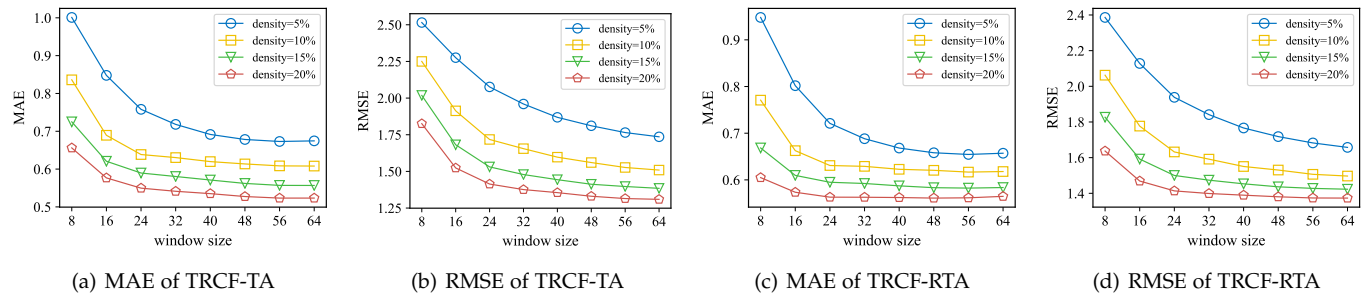 1.0
0.9
0.8
0.7
0.6
0.5
MAE
8 16 24 32 40 48 56 64
window size
density=5%
density=10%
density=15%
density=20%
(a) MAE of TRCF-TA
2.50
2.25
2.00
1.75
1.50
1.25
RMSE
8 16 24 32 40 48 56 64
window size
density=5%
density=10%
density=15%
density=20%
(b) RMSE of TRCF-TA
0.9
0.8
0.7
0.6
MAE
8 16 24 32 40 48 56 64
window size
density=5%
density=10%
density=15%
density=20%
(c) MAE of TRCF-RTA
2.4
2.2
2.0
1.8
1.6
1.4
RMSE
8 16 24 32 40 48 56 64
window size
density=5%
density=10%
density=15%
density=20%
(d) RMSE of TRCF-RTA